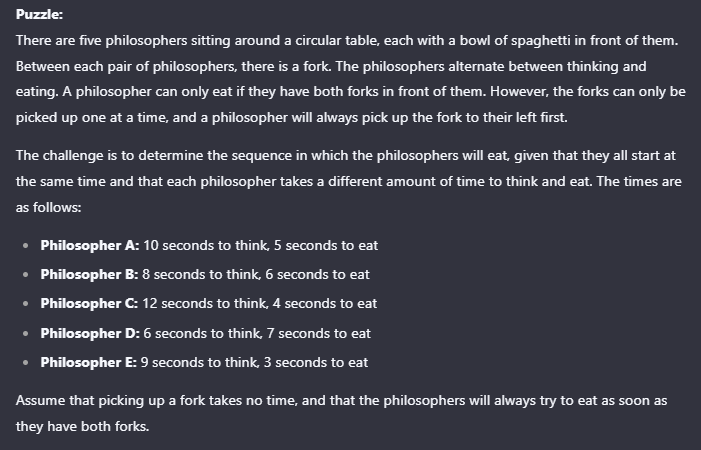 Puzzle:
There are five philosophers sitting around a circular table, each with a bowl of spaghetti in front of them.
Between each pair of philosophers, there is a fork. The philosophers alternate between thinking and
eating. A philosopher can only eat if they have both forks in front of them. However, the forks can only be
picked up one at a time, and a philosopher will always pick up the fork to their left first.
The challenge is to determine the sequence in which the philosophers will eat, given that they all start at
the same time and that each philosopher takes a different amount of time to think and eat. The times are
as follows:
• Philosopher A: 10 seconds to think, 5 seconds to eat
• Philosopher B: 8 seconds to think, 6 seconds to eat
• Philosopher C: 12 seconds to think, 4 seconds to eat
• Philosopher D: 6 seconds to think, 7 seconds to eat
• Philosopher E: 9 seconds to think, 3 seconds to eat
Assume that picking up a fork takes no time, and that the philosophers will always try to eat as soon as
they have both forks.